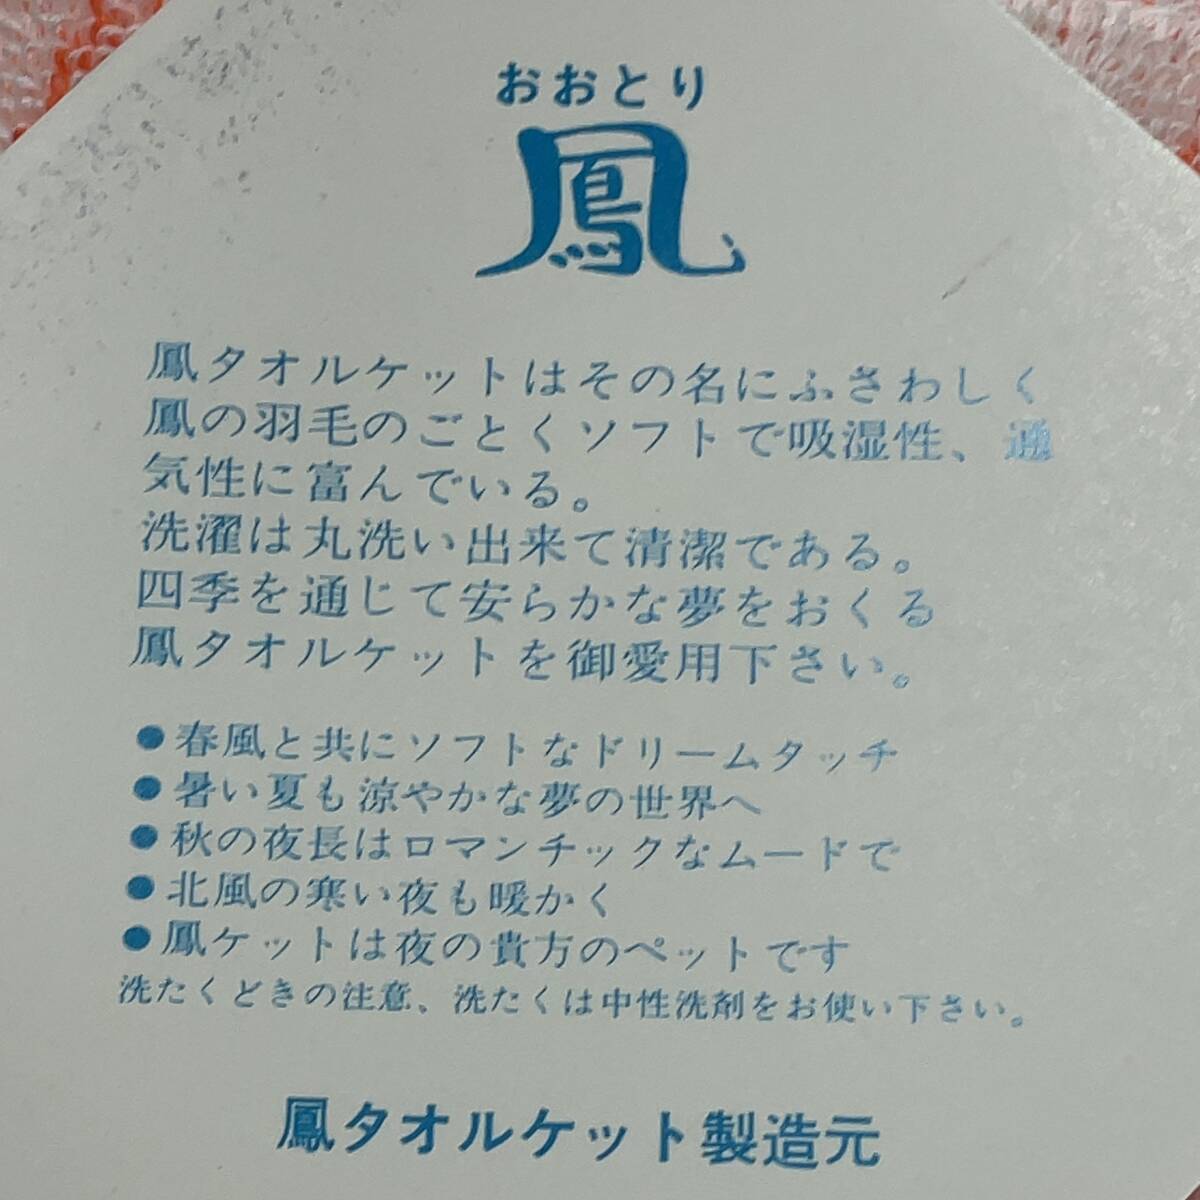 おおとり
鳳
鳳タオルケットはその名にふさわしく
鳳の羽毛のごとくソフトで吸湿性、通
気性に富んでいる。
洗濯は丸洗い出来て清潔である。
四季を通じて安らかな夢をおくる
鳳タオルケットを御愛用下さい。
●春風と共にソフトなドリームタッチ
●暑い夏も涼やかな夢の世界へ
●秋の夜長はロマンチックなムードで
●北風の寒い夜も暖かく
●鳳ケットは夜の貴方のペットです
洗たくどきの注意、洗たくは中性洗剤をお使い下さい。
鳳タオルケット製造元